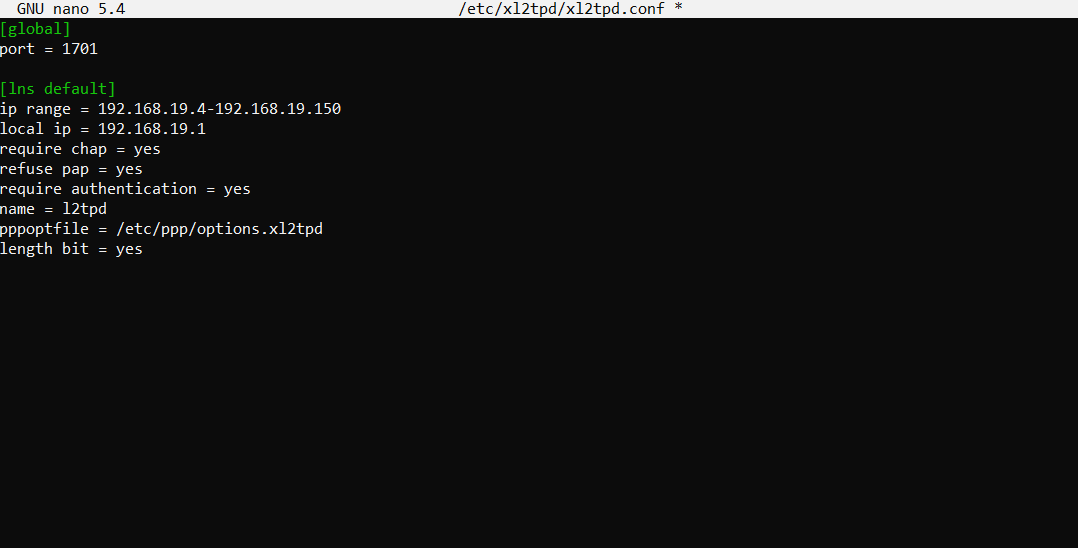 GNU nano 5.4 /etc/xl2tpd/xl2tpd.conf *
[global]
port = 1701
[lns default]
ip range = 192.168.19.4-192.168.19.150
local ip = 192.168.19.1
require chap = yes
refuse pap = yes
require authentication = yes
name = l2tpd
pppoptfile = /etc/ppp/options.xl2tpd
length bit = yes